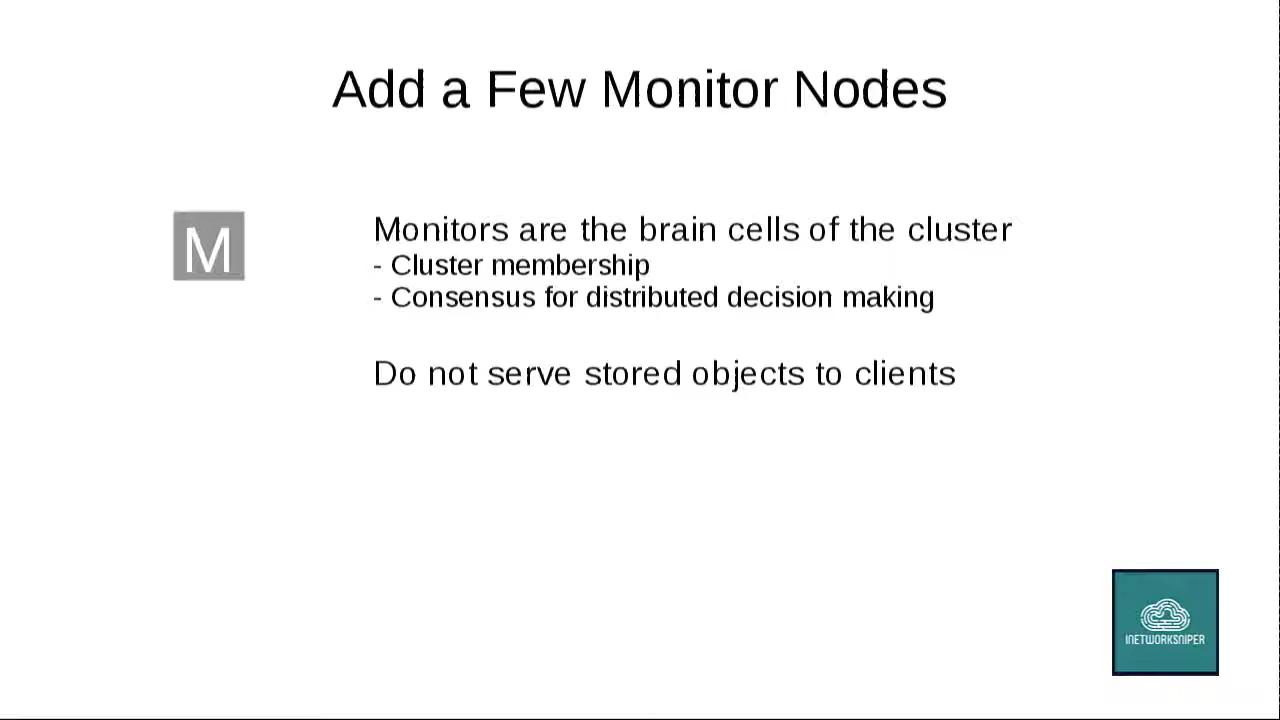 Add a Few Monitor Nodes
M
Monitors are the brain cells of the cluster
- Cluster membership
- Consensus for distributed decision making
Do not serve stored objects to clients
INETWORKSNIPER